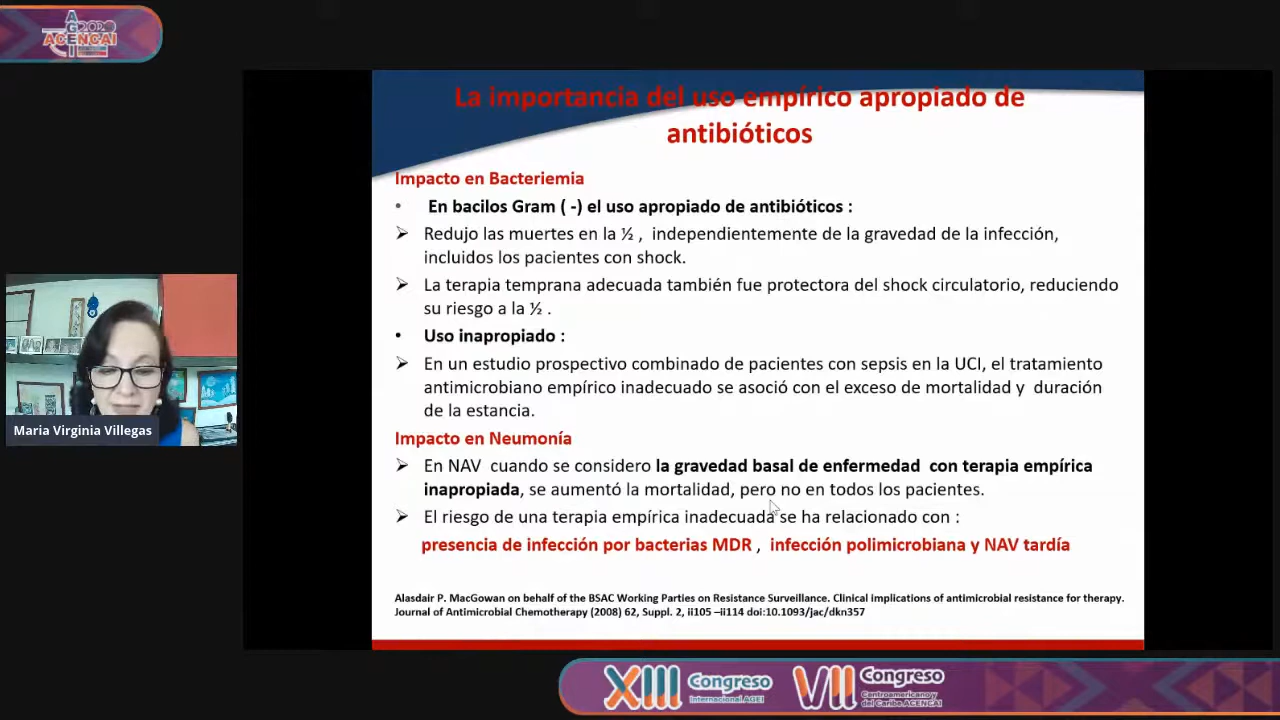 AGEI
2020
ACENCAI
La importancia del uso empírico apropiado de
antibióticos
Impacto en Bacteriemia
• En bacilos Gram ( -) el uso apropiado de antibióticos :
➢ Redujo las muertes en la ½ , independientemente de la gravedad de la infección,
incluidos los pacientes con shock.
➢ La terapia temprana adecuada también fue protectora del shock circulatorio, reduciendo
su riesgo a la ½ .
• Uso inapropiado :
➢ En un estudio prospectivo combinado de pacientes con sepsis en la UCI, el tratamiento
antimicrobiano empírico inadecuado se asoció con el exceso de mortalidad y duración
de la estancia.
Impacto en Neumonía
➢ En NAV cuando se considero la gravedad basal de enfermedad con terapia empírica
inapropiada, se aumentó la mortalidad, pero no en todos los pacientes.
➢ El riesgo de una terapia empírica inadecuada se ha relacionado con :
presencia de infección por bacterias MDR , infección polimicrobiana y NAV tardía
Alasdair P. MacGowan on behalf of the BSAC Working Parties on Resistance Surveillance. Clinical implications of antimicrobial resistance for therapy.
Journal of Antimicrobial Chemotherapy (2008) 62, Suppl. 2, ii105 –ii114 doi:10.1093/jac/dkn357
Maria Virginia Villegas
XIII Congreso
Internacional AGEI
VII Congreso
Centroamericano y
del Caribe ACENCAI